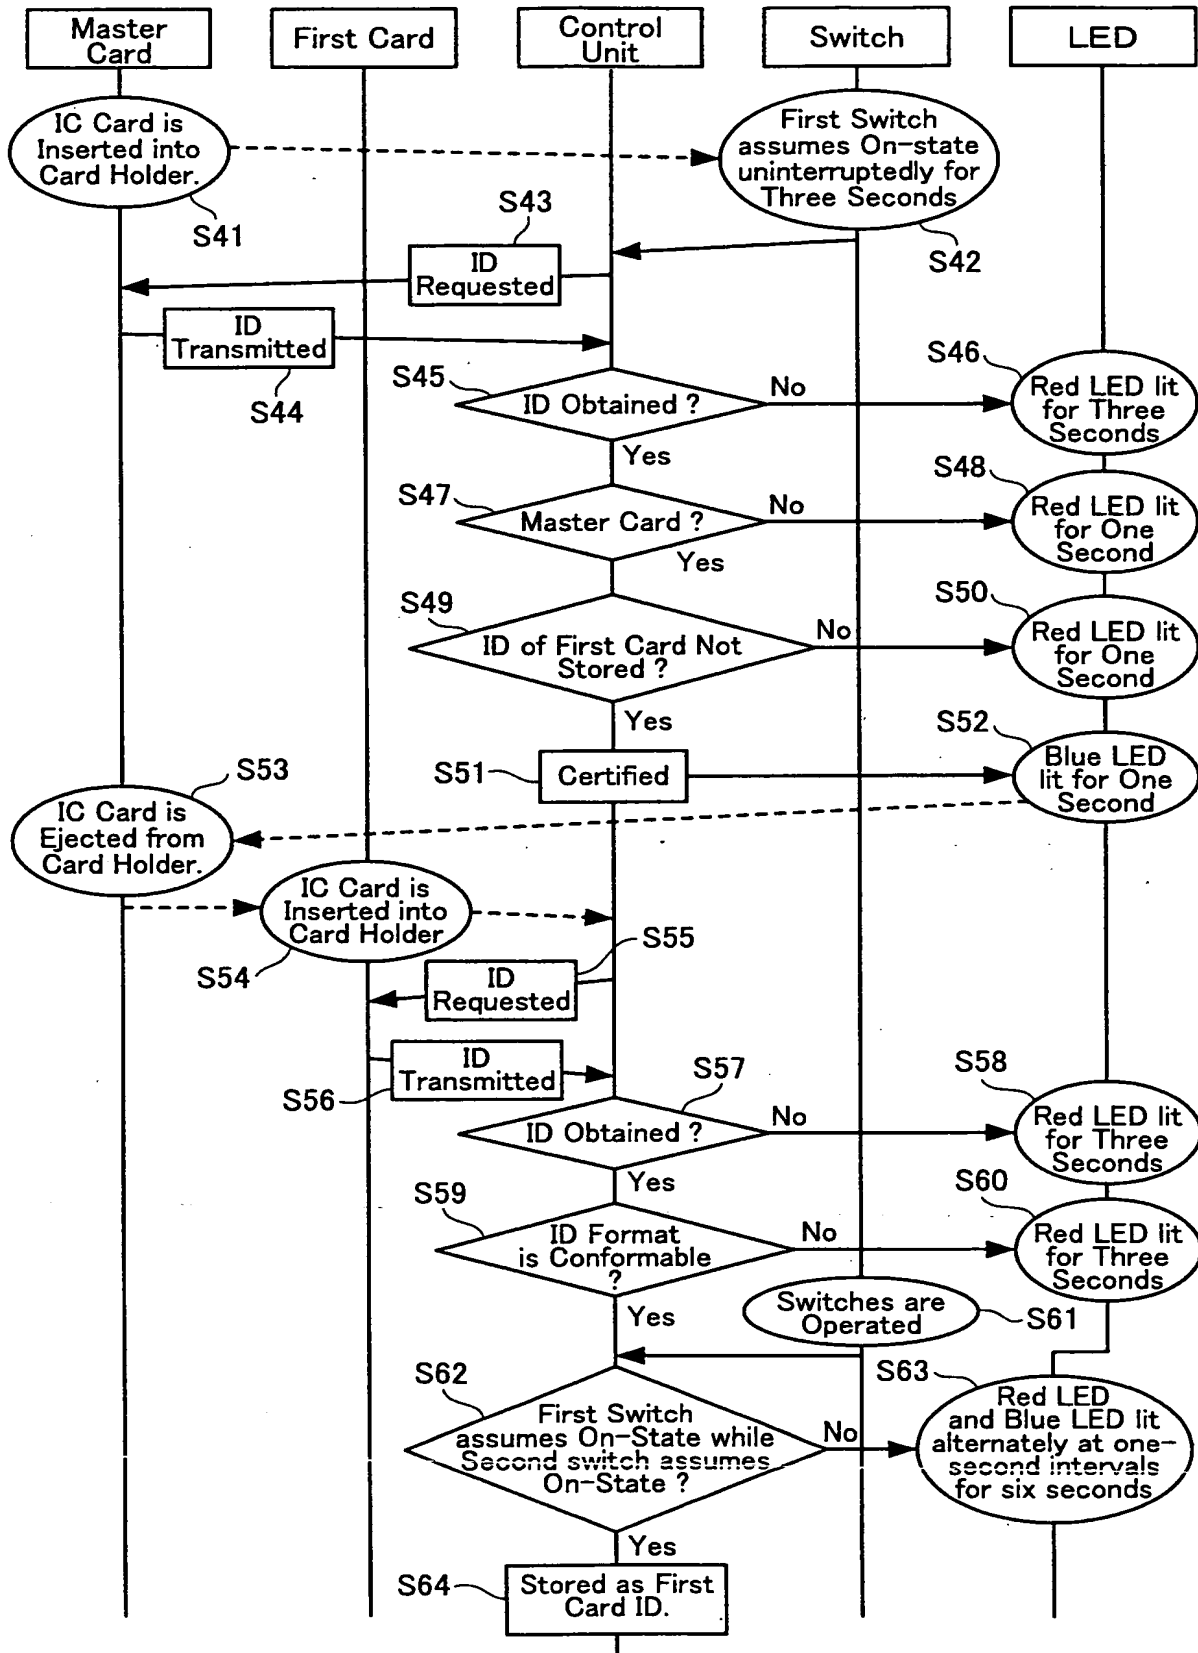 Master
Card
First Card
Control
Unit
Switch
LED
IC Card is
Inserted into
Card Holder.
S41
First Switch
assumes On-state
uninterruptedly for
Three Seconds
S42
S43
ID
Requested
ID
Transmitted
S44
S45
ID Obtained ?
No
Yes
S46
Red LED lit
for Three
Seconds
S47
Master Card ?
No
Yes
S48
Red LED lit
for One
Second
S49
ID of First Card Not
Stored ?
No
Yes
S50
Red LED lit
for One
Second
S51
Certified
S52
Blue LED
lit for One
Second
S53
IC Card is
Ejected from
Card Holder.
IC Card is
Inserted into
Card Holder
S54
S55
ID
Requested
ID
Transmitted
S56
S57
ID Obtained ?
No
Yes
S58
Red LED lit
for Three
Seconds
S59
ID Format
is Conformable
?
No
Yes
S60
Red LED lit
for Three
Seconds
Switches are
Operated
S61
S62
First Switch
assumes On-State while
Second switch assumes
On-State ?
No
Yes
S63
Red LED
and Blue LED lit
alternately at one-
second intervals
for six seconds
S64
Stored as First
Card ID.